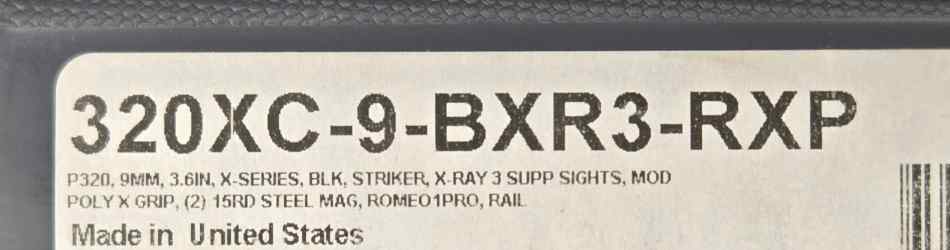 320XC-9-BXR3-RXP
P320, 9MM, 3.6IN, X-SERIES, BLK, STRIKER, X-RAY 3 SUPP SIGHTS, MOD
POLY X GRIP, (2) 15RD STEEL MAG, ROMEO1PRO, RAIL
Made in United States